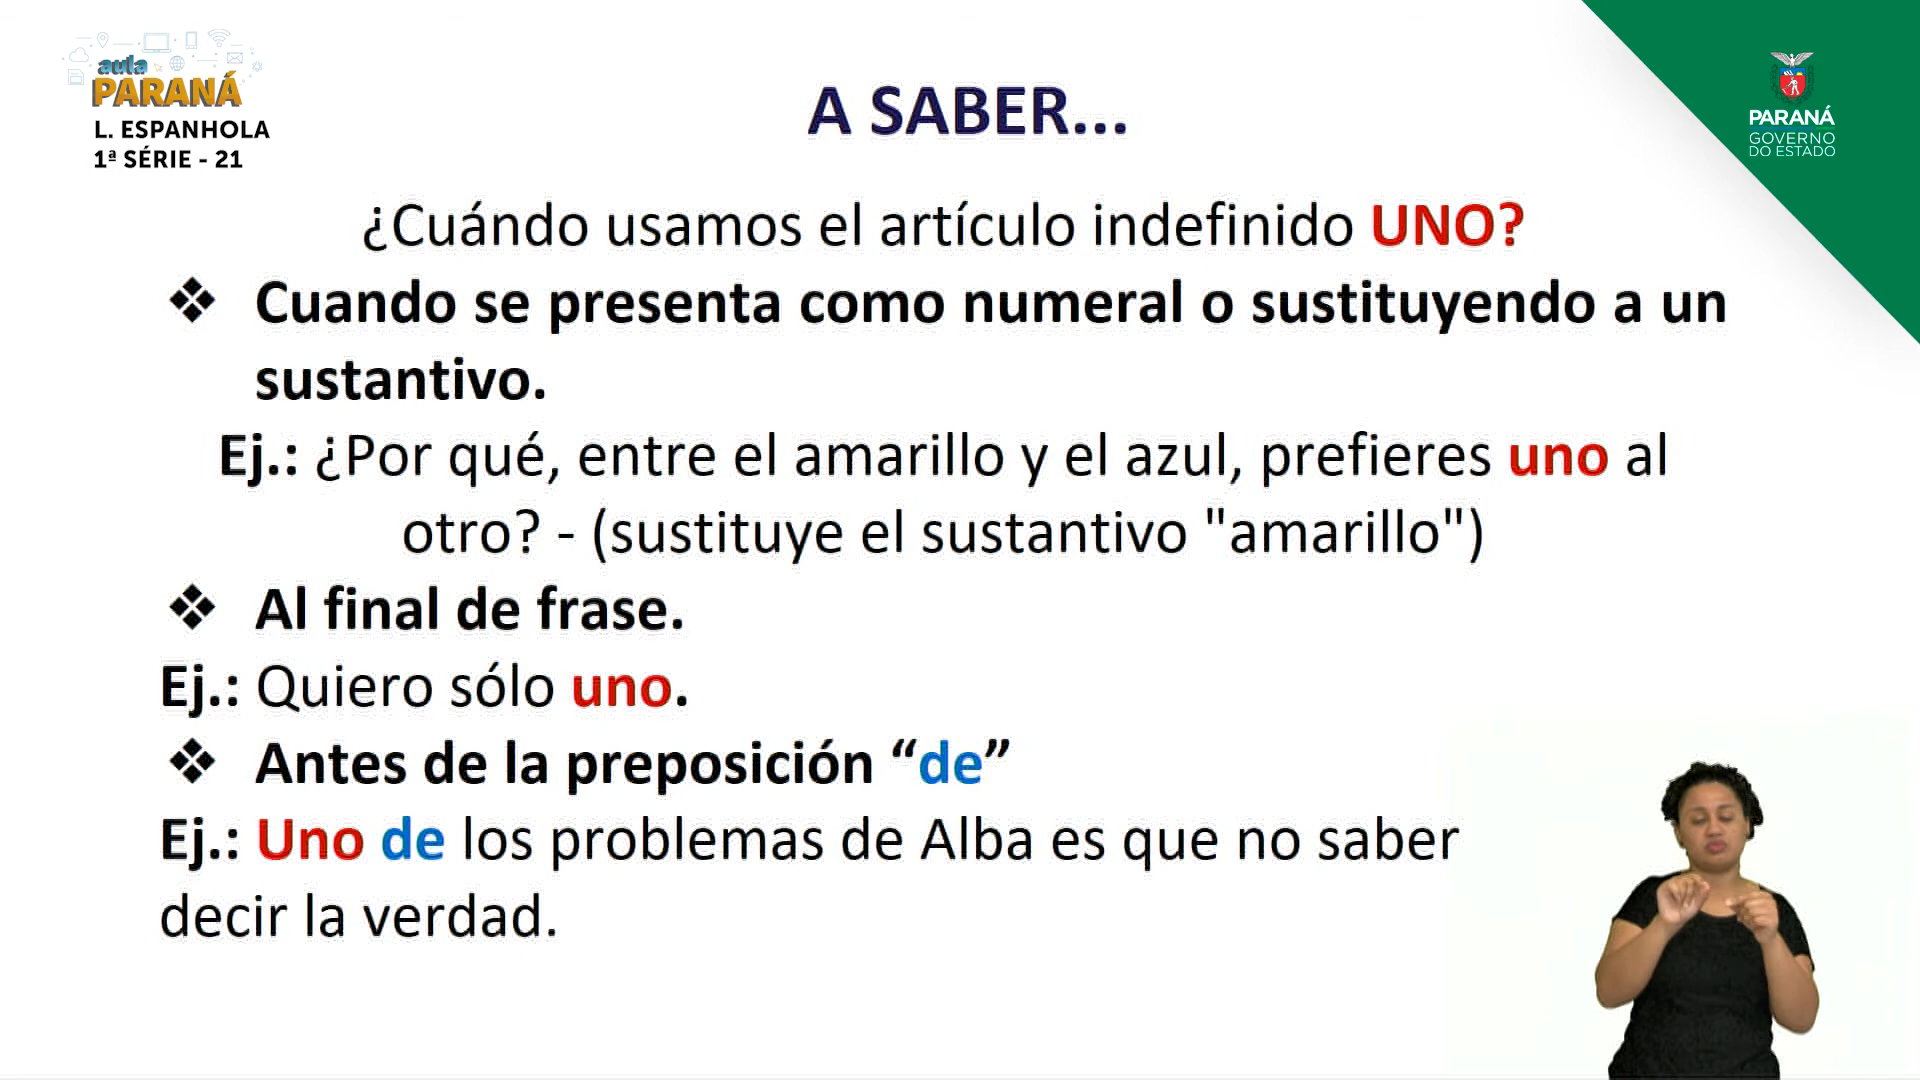 aula
PARANÁ
L. ESPANHOLA
1ª SÉRIE - 21
A SABER...
PARANÁ
GOVERNO
DO ESTADO
¿Cuándo usamos el artículo indefinido UNO?
❖ Cuando se presenta como numeral o sustituyendo a un
sustantivo.
Ej.: ¿Por qué, entre el amarillo y el azul, prefieres uno al
otro? - (sustituye el sustantivo "amarillo")
❖ Al final de frase.
Ej.: Quiero sólo uno.
❖ Antes de la preposición “de”
Ej.: Uno de los problemas de Alba es que no saber
decir la verdad.